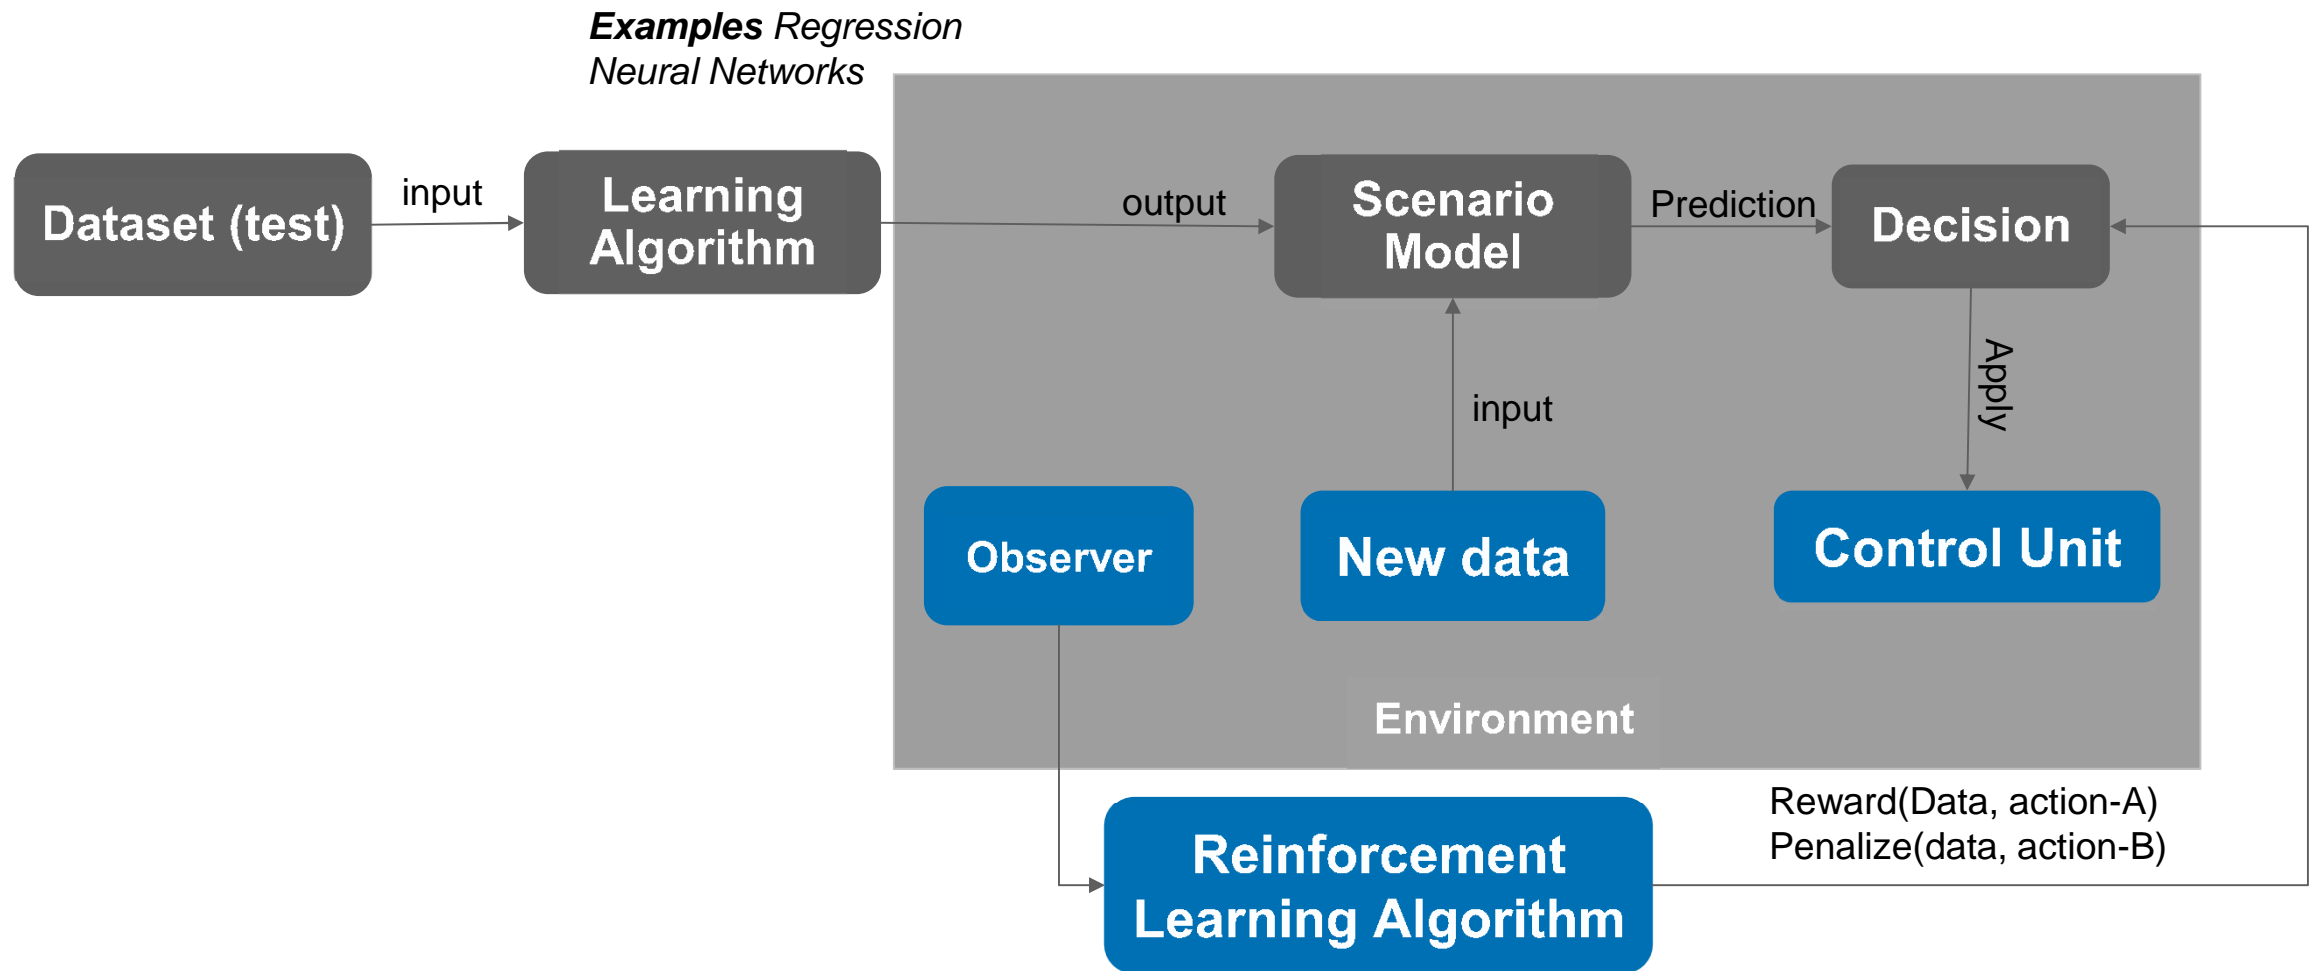 Examples Regression
Neural Networks
Dataset (test)
input
Learning
Algorithm
output
Scenario
Model
Prediction
Decision
Apply
input
Observer
New data
Control Unit
Environment
Reward(Data, action-A)
Penalize(data, action-B)
Reinforcement
Learning Algorithm